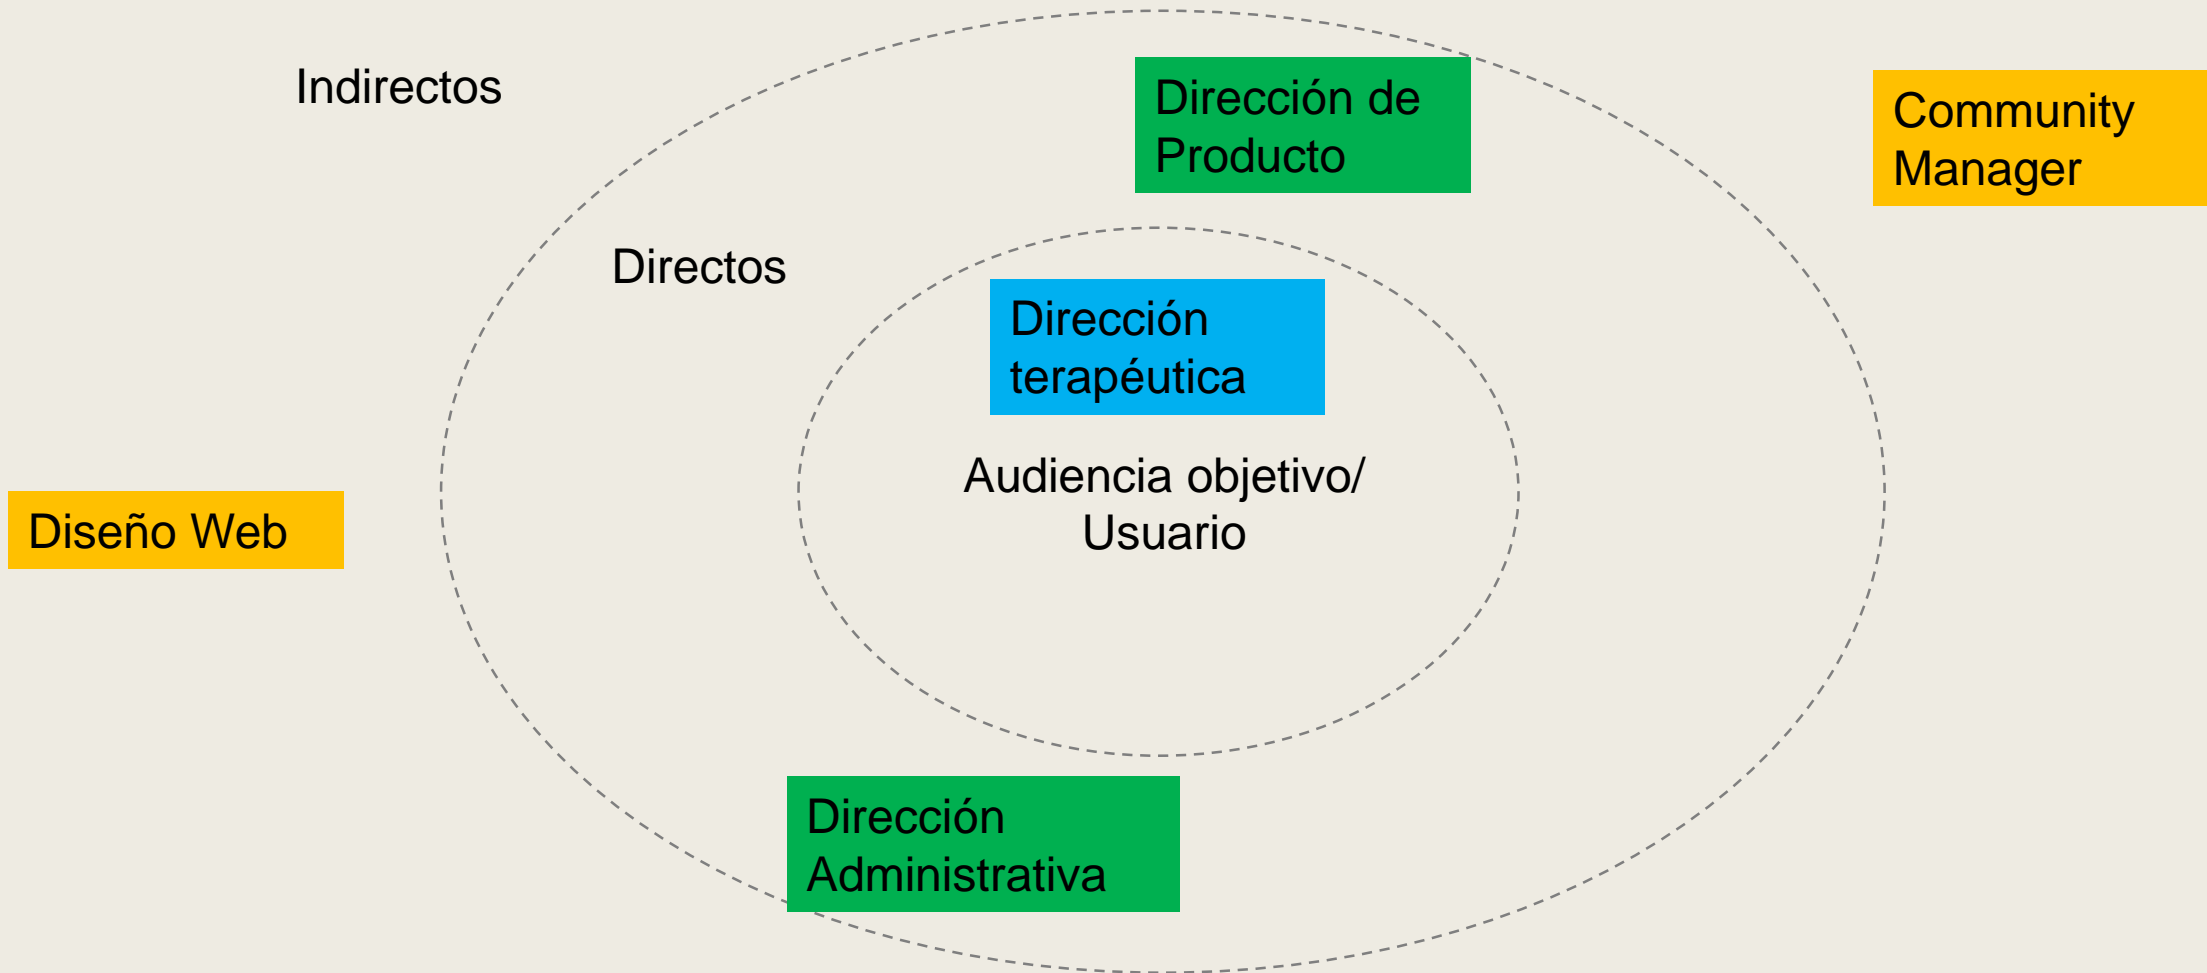 Indirectos
Dirección de
Producto
Community
Manager
Directos
Dirección
terapéutica
Audiencia objetivo/
Usuario
Diseño Web
Dirección
Administrativa